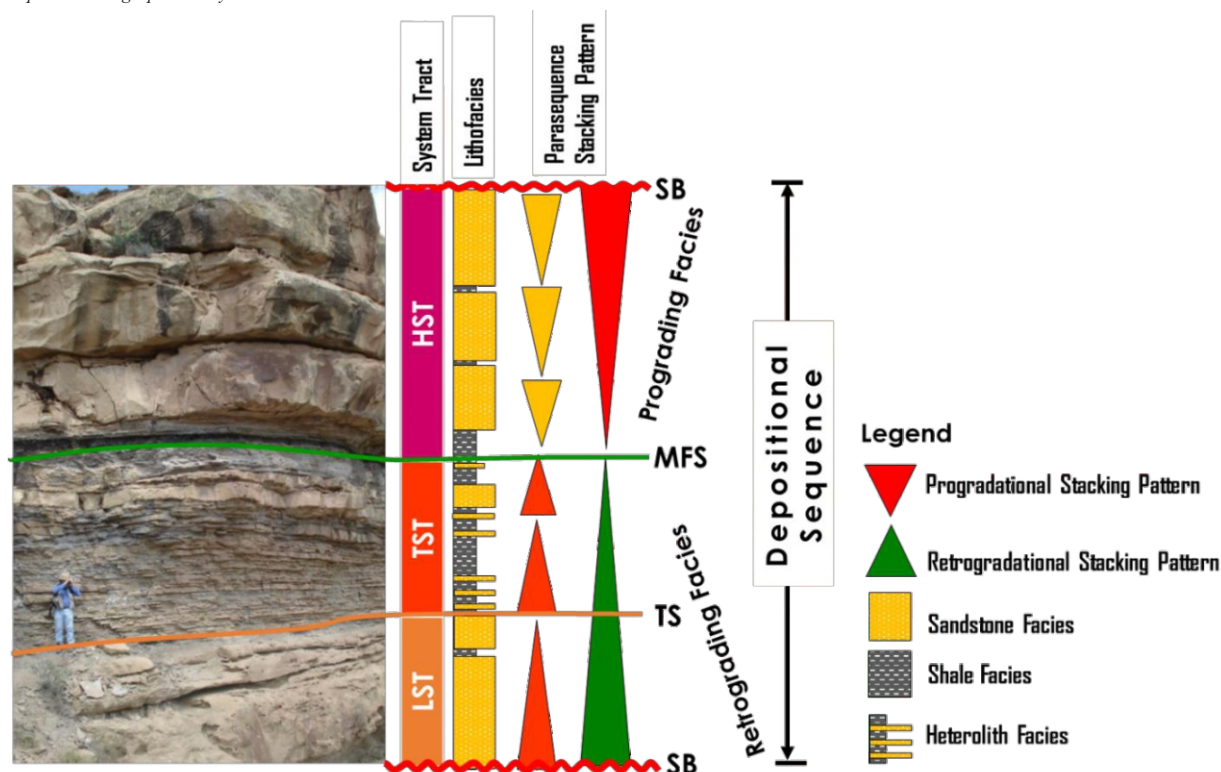 System Tract
Lithofacies
Parasequence
Stacking Pattern
SB
HST
Prograding Facies
MFS
TST
TS
Retrograding Facies
LST
SB
Depositional
Sequence
Legend
Progradational Stacking Pattern
Retrogradational Stacking Pattern
Sandstone Facies
Shale Facies
Heterolith Facies